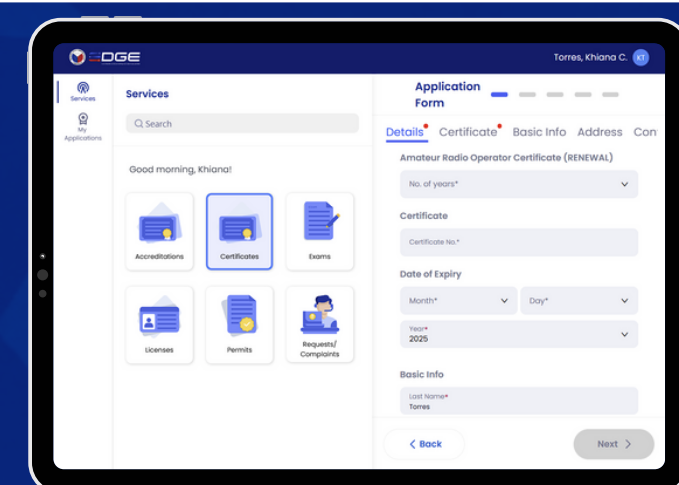 EDGE
Torres, Khiana C. KT
Services
My
Applications
Services
Search
Good morning, Khiana!
Accreditations
Certificates
Exams
Licenses
Permits
Requests/
Complaints
Application
Form
Details Certificate Basic Info Address Con
Amateur Radio Operator Certificate (RENEWAL)
No. of years*
Certificate
Certificate No.*
Date of Expiry
Month*
Day*
Year*
2025
Basic Info
Last Name*
Torres
< Back
Next >